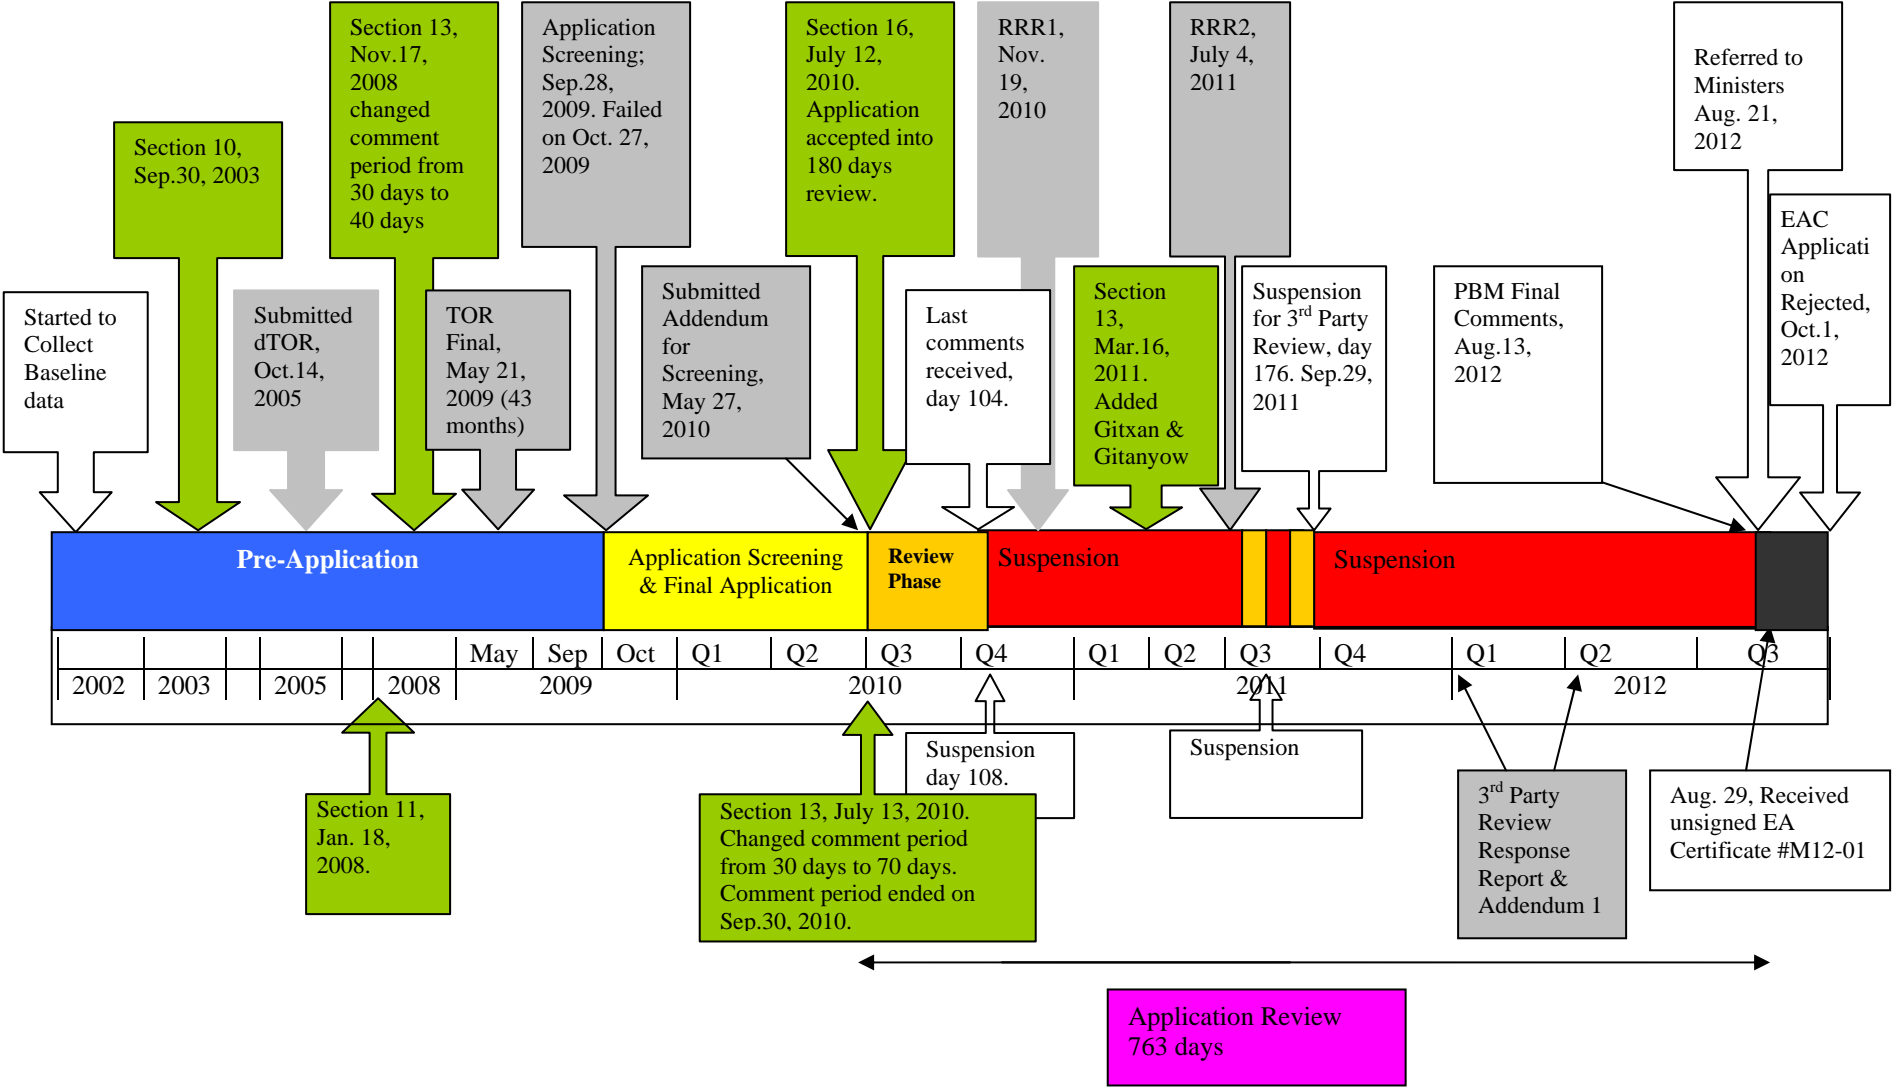 Section 13,
Nov.17,
2008
changed
comment
period from
30 days to
40 days
Application
Screening;
Sep.28,
2009. Failed
on Oct. 27,
2009
Section 16,
July 12,
2010.
Application
accepted into
180 days
review.
RRR1,
Nov.
19,
2010
RRR2,
July 4,
2011
Referred to
Ministers
Aug. 21,
2012
Section 10,
Sep.30, 2003
EAC
Applicati
on
Rejected,
Oct.1,
2012
Started to
Collect
Baseline
data
Submitted
dTOR,
Oct.14,
2005
TOR
Final,
May 21,
2009 (43
months)
Submitted
Addendum
for
Screening,
May 27,
2010
Last
comments
received,
day 104.
Section
13,
Mar.16,
2011.
Added
Gitxan &
Gitanyow
Suspension
for 3rd Party
Review, day
176. Sep.29,
2011
PBM Final
Comments,
Aug.13,
2012
Pre-Application
Application Screening
& Final Application
Review
Phase
Suspension
Suspension
May Sep Oct Q1 Q2 Q3 Q4 Q1 Q2 Q3 Q4 Q1 Q2 Q3
2002 2003 2005 2008 2009 2010 2011 2012
Section 11,
Jan. 18,
2008.
Suspension
day 108.
Section 13, July 13, 2010.
Changed comment period
from 30 days to 70 days.
Comment period ended on
Sep.30, 2010.
Suspension
3rd Party
Review
Response
Report &
Addendum 1
Aug. 29, Received
unsigned EA
Certificate #M12-01
Application Review
763 days